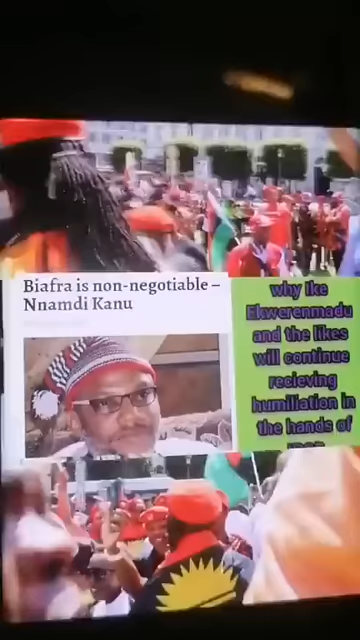 Biafra is non-negotiable –
Nnamdi Kanu
why Ike
Ekwerenmadu
and the likes
will continue
recieving
humiliation in
the hands of